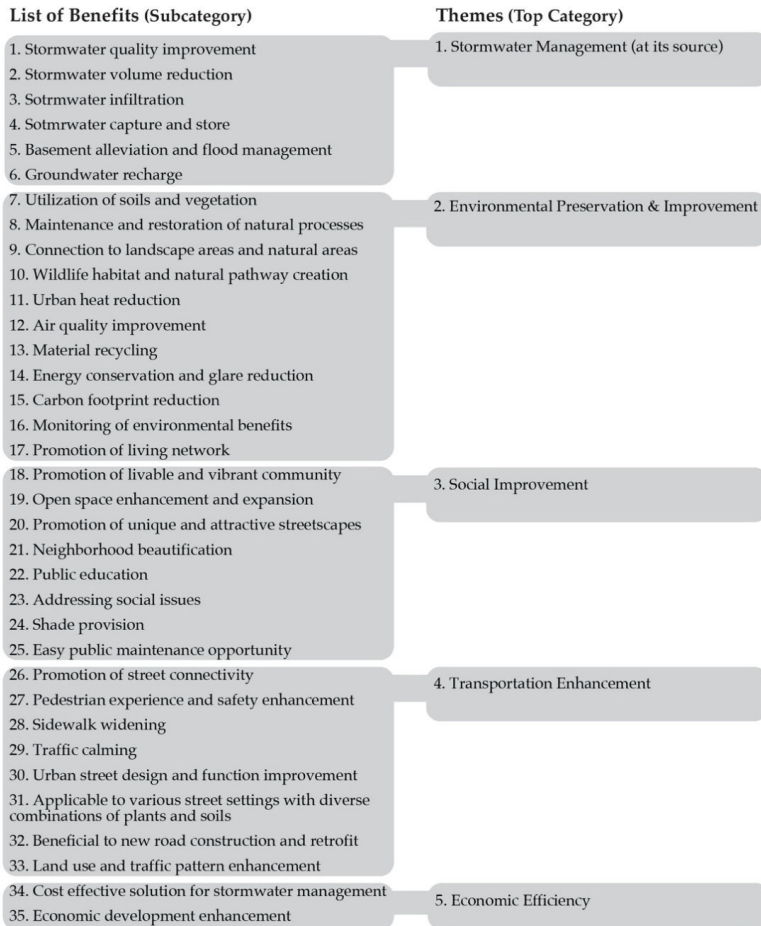 List of Benefits (Subcategory)
Themes (Top Category)
1. Stormwater quality improvement
2. Stormwater volume reduction
3. Sotrmwater infiltration
4. Sotmrwater capture and store
5. Basement alleviation and flood management
6. Groundwater recharge
1. Stormwater Management (at its source)
7. Utilization of soils and vegetation
8. Maintenance and restoration of natural processes
9. Connection to landscape areas and natural areas
10. Wildlife habitat and natural pathway creation
11. Urban heat reduction
12. Air quality improvement
13. Material recycling
14. Energy conservation and glare reduction
15. Carbon footprint reduction
16. Monitoring of environmental benefits
17. Promotion of living network
2. Environmental Preservation & Improvement
18. Promotion of livable and vibrant community
19. Open space enhancement and expansion
20. Promotion of unique and attractive streetscapes
21. Neighborhood beautification
22. Public education
23. Addressing social issues
24. Shade provision
25. Easy public maintenance opportunity
3. Social Improvement
26. Promotion of street connectivity
27. Pedestrian experience and safety enhancement
28. Sidewalk widening
29. Traffic calming
30. Urban street design and function improvement
31. Applicable to various street settings with diverse
combinations of plants and soils
32. Beneficial to new road construction and retrofit
33. Land use and traffic pattern enhancement
4. Transportation Enhancement
34. Cost effective solution for stormwater management
35. Economic development enhancement
5. Economic Efficiency